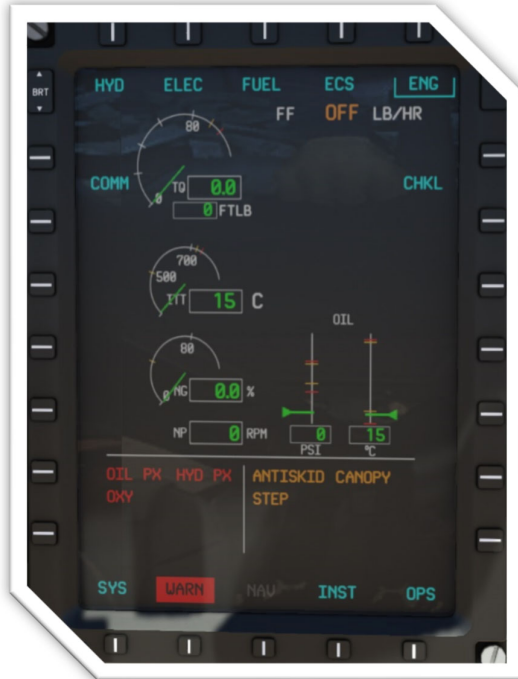 BRT
HYD ELEC FUEL ECS ENG
FF OFF LB/HR
80
COMM 0 TQ 0.0 CHKL
0 FTLB
700
500
ITT 15 C
OIL
80
0 NG 0.0 %
NP 0 RPM 0 15
PSI °C
OIL PX HYD PX ANTISKID CANOPY
OXY STEP
SYS WARN NAV INST OPS